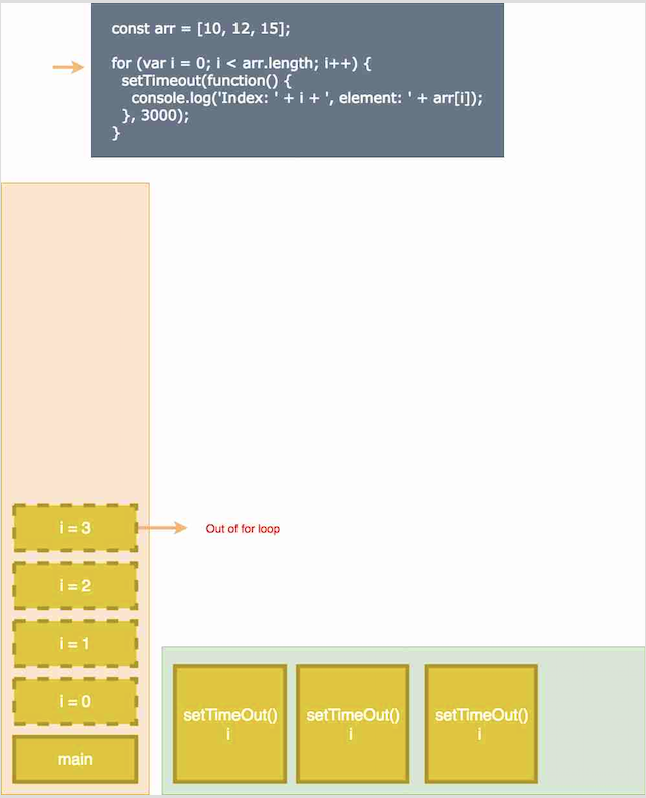 const arr = [10, 12, 15];
for (var i = 0; i < arr.length; i++) {
setTimeout(function() {
console.log('Index: ' + i + ', element: ' + arr[i]);
}, 3000);
}
i = 3
Out of for loop
i = 2
i = 1
i = 0
main
setTimeOut()
i
setTimeOut()
i
setTimeOut()
i